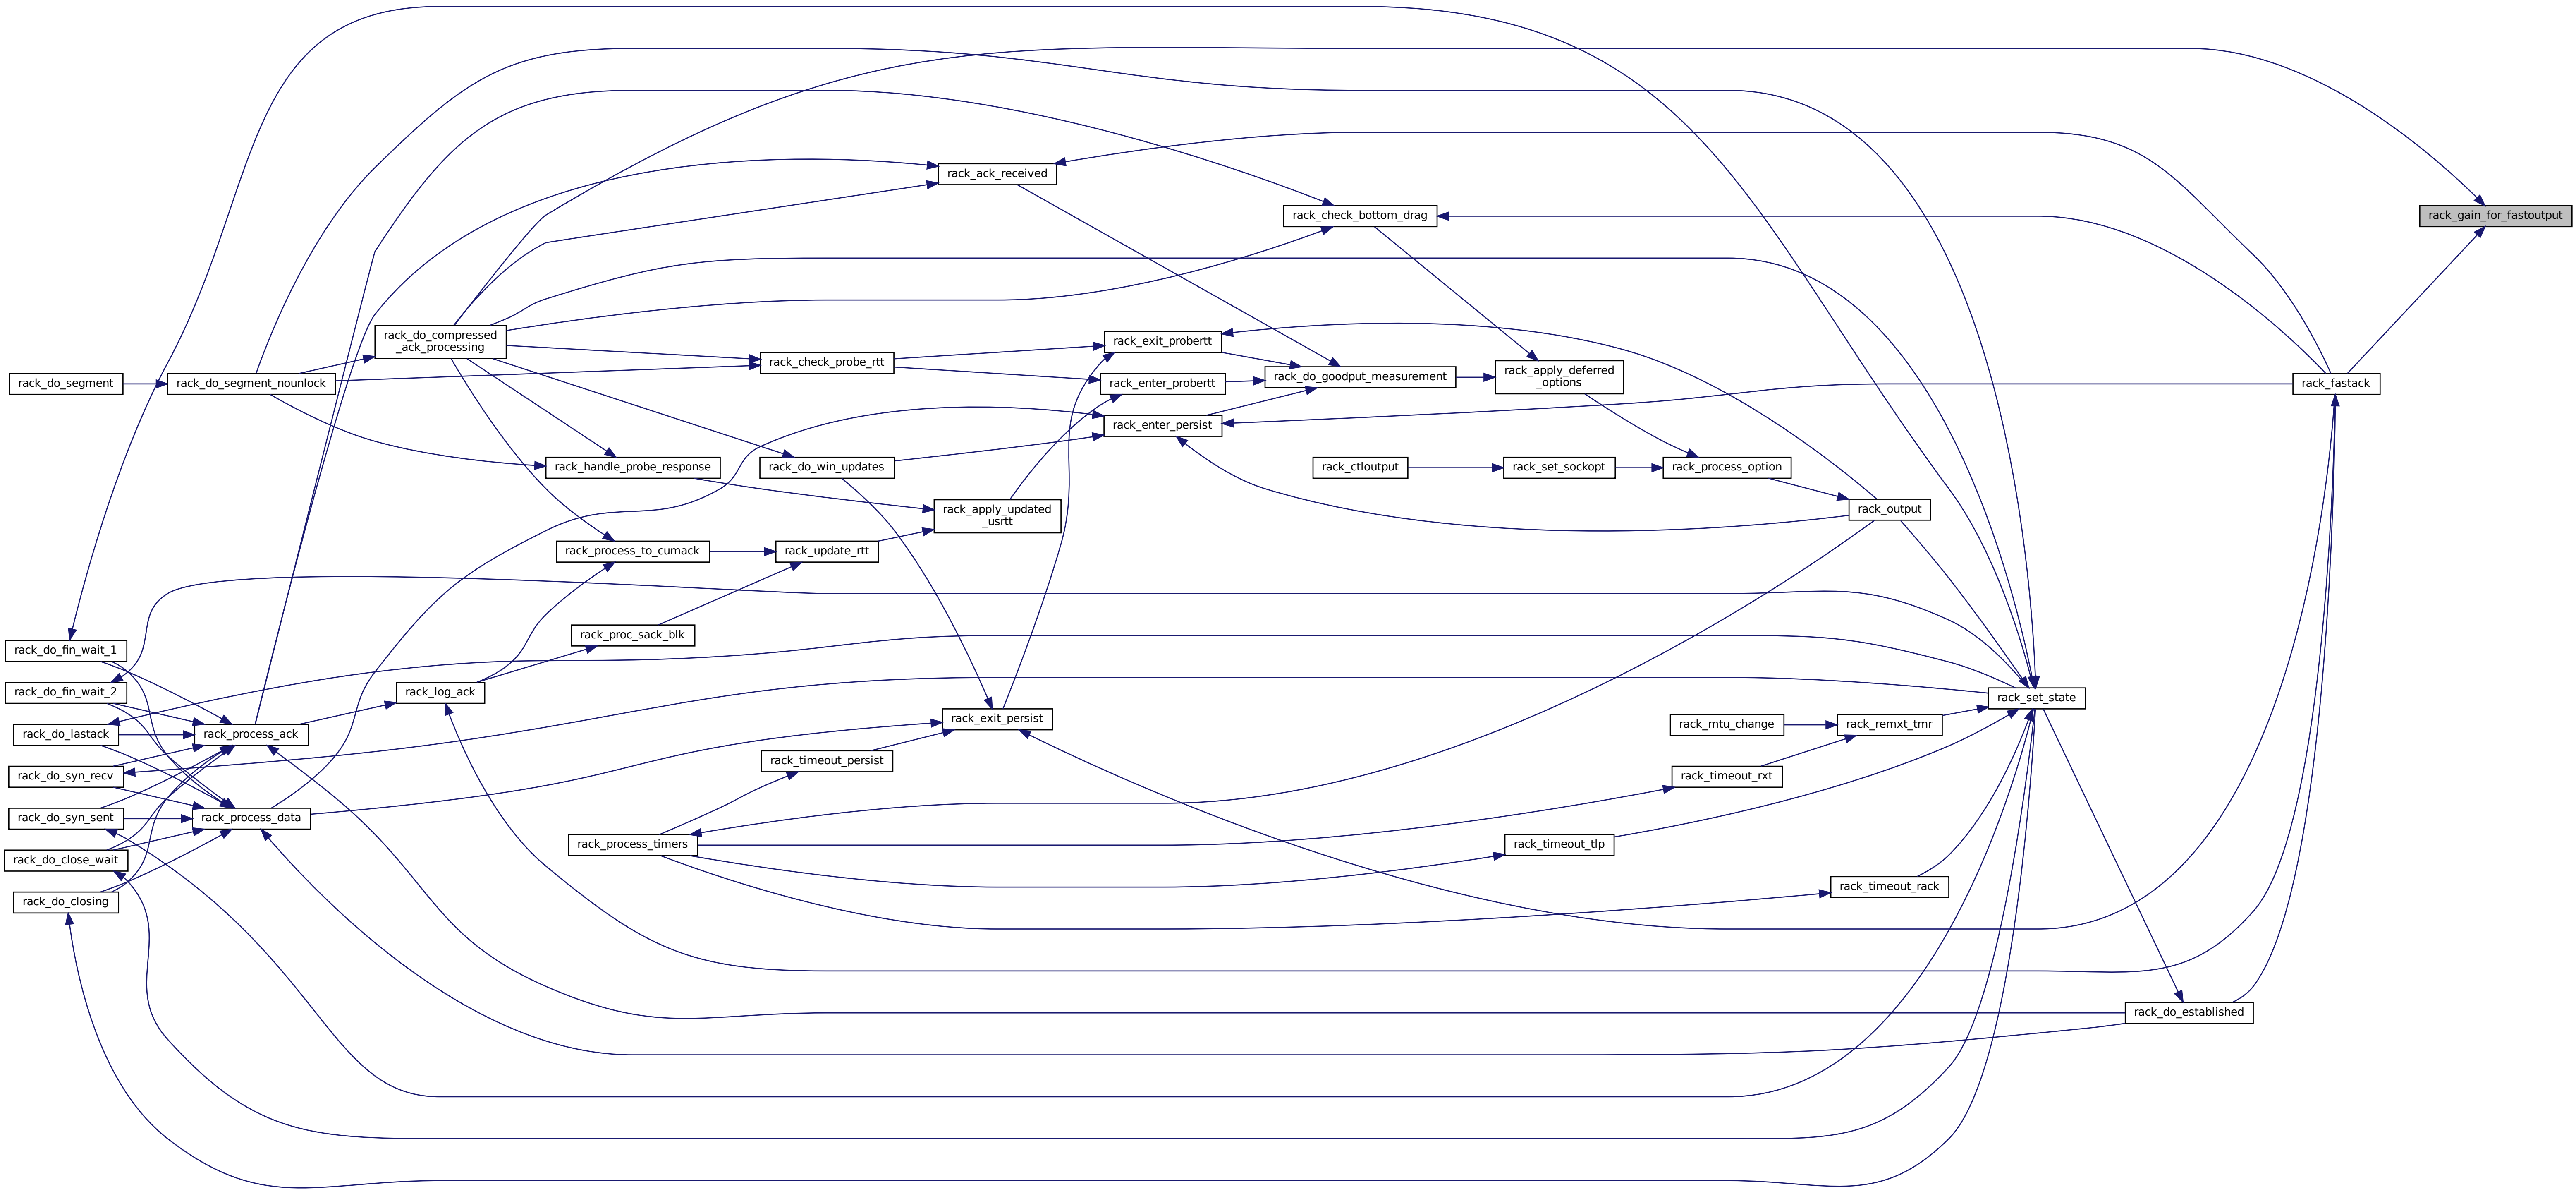 rack_gain_for_fastoutput
rack_ack_received
rack_check_bottom_drag
rack_do_compressed
_ack_processing
rack_exit_probertt
rack_check_probe_rtt
rack_do_segment
rack_do_segment_nounlock
rack_enter_probertt
rack_do_goodput_measurement
rack_apply_deferred
_options
rack_fastack
rack_enter_persist
rack_handle_probe_response
rack_do_win_updates
rack_ctloutput
rack_set_sockopt
rack_process_option
rack_apply_updated
_usrtt
rack_output
rack_process_to_cumack
rack_update_rtt
rack_proc_sack_blk
rack_do_fin_wait_1
rack_do_fin_wait_2
rack_log_ack
rack_set_state
rack_do_lastack
rack_process_ack
rack_exit_persist
rack_mtu_change
rack_remxt_tmr
rack_timeout_persist
rack_do_syn_recv
rack_timeout_rxt
rack_do_syn_sent
rack_process_data
rack_process_timers
rack_timeout_tlp
rack_do_close_wait
rack_timeout_rack
rack_do_closing
rack_do_established